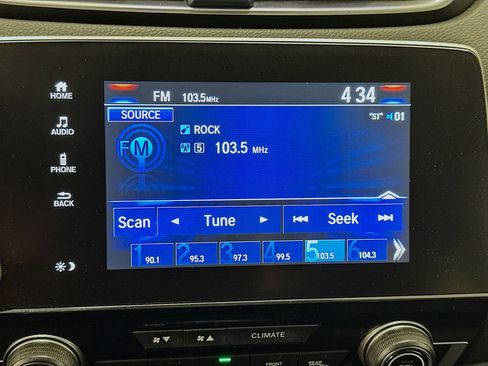 HOME
AUDIO
PHONE
BACK
FM 103.5MHz 4 34
SOURCE
"ST" 01
ROCK
FM
5 103.5 MHz
Scan Tune Seek
1 90.1 2 95.3 3 97.3 4 99.5 5 103.5 6 104.3
CLIMATE
FRONT REAR